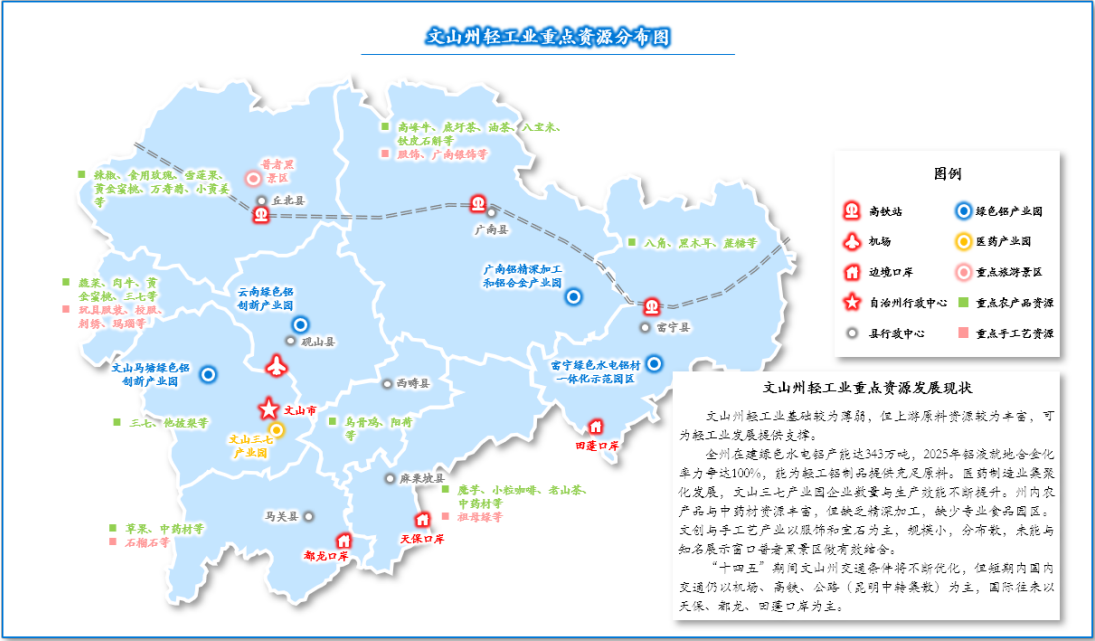 文山州轻工业重点资源分布图
高峰牛、底圩茶、油茶、八宝米、
铁皮石斛等
服饰、广南银饰等
普者黑
景区
辣椒、食用玫瑰、雪莲果、
黄金蜜桃、万寿菊、小黄姜
等
丘北县
广南县
八角、黑木耳、蔗糖等
广南铝精深加工
和铝合金产业园
蔬菜、肉牛、黄
金蜜桃、三七等
玩具服装、校服、
刺绣、玛瑙等
云南绿色铝
创新产业园
砚山县
富宁县
文山马塘绿色铝
创新产业园
富宁绿色水电铝材
一体化示范园区
西畴县
文山市
三七、他披梨等
乌骨鸡、阳荷
等
文山三七
产业园
田蓬口岸
麻栗坡县
魔芋、小粒咖啡、老山茶、
中药材等
祖母绿等
马关县
草果、中药材等
石榴石等
天保口岸
都龙口岸
图例
高铁站
绿色铝产业园
机场
医药产业园
边境口岸
重点旅游景区
自治州行政中心
重点农产品资源
县行政中心
重点手工艺资源
文山州轻工业重点资源发展现状
文山州轻工业基础较为薄弱，但上游原料资源较为丰富，可
为轻工业发展提供支撑。
全州在建绿色水电铝产能达343万吨，2025年铝液就地合金化
率力争达100%，能为轻工铝制品提供充足原料。医药制造业集聚
化发展，文山三七产业园企业数量与生产效能不断提升。州内农
产品与中药材资源丰富，但缺乏精深加工，缺少专业食品园区。
文创与手工艺产业以服饰和宝石为主，规模小，分布散，未能与
知名展示窗口普者黑景区做有效结合。
“十四五”期间文山州交通条件将不断优化，但短期内国内
交通仍以机场、高铁、公路（昆明中转集散）为主，国际往来以
天保、都龙、田蓬口岸为主。